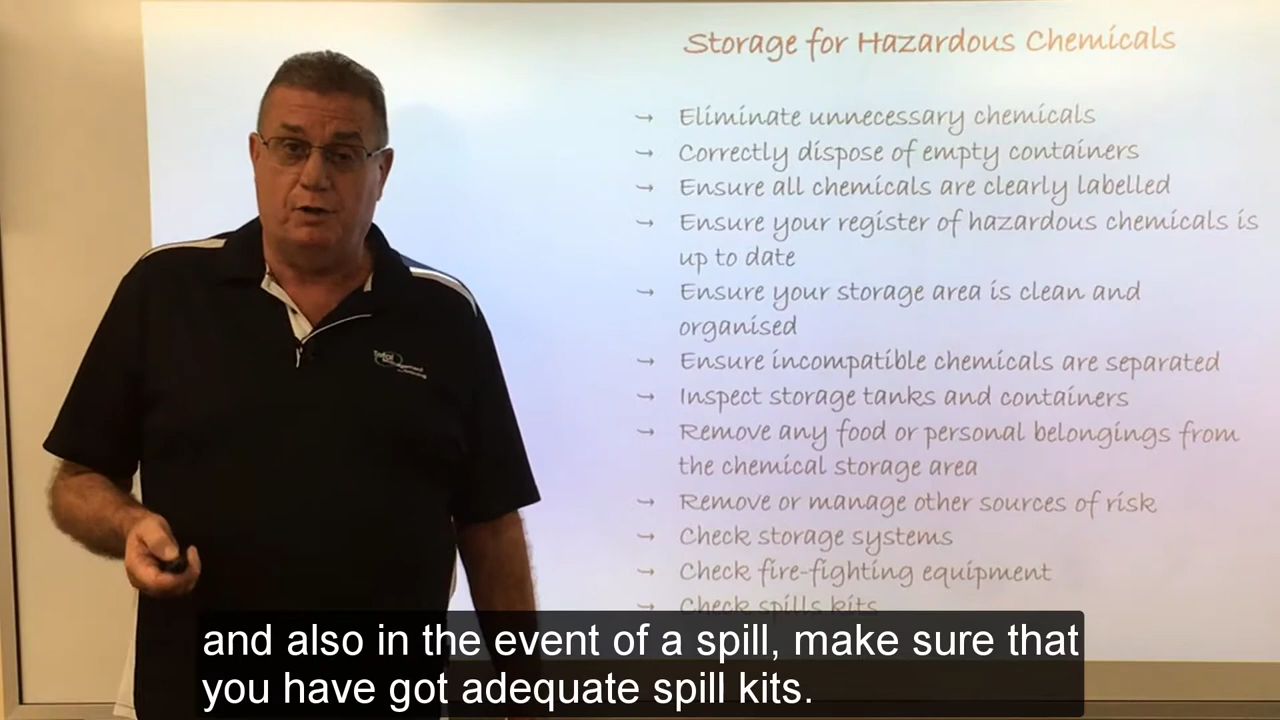 Storage for Hazardous Chemicals
→ Eliminate unnecessary chemicals
→ Correctly dispose of empty containers
→ Ensure all chemicals are clearly labelled
→ Ensure your register of hazardous chemicals is
up to date
→ Ensure your storage area is clean and
organised
→ Ensure incompatible chemicals are separated
→ Inspect storage tanks and containers
→ Remove any food or personal belongings from
the chemical storage area
→ Remove or manage other sources of risk
→ Check storage systems
→ Check fire-fighting equipment
→ Check spills kits
and also in the event of a spill, make sure that
you have got adequate spill kits.